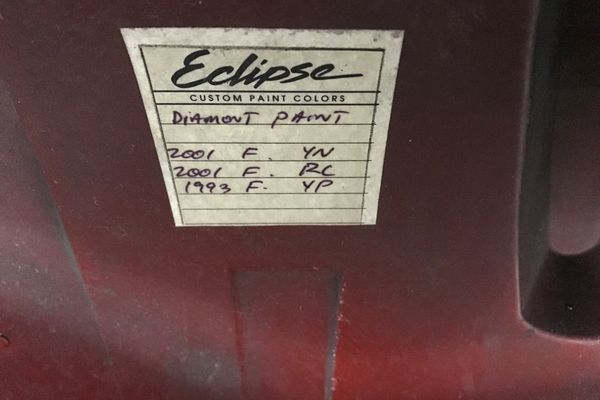 Eclipse
CUSTOM PAINT COLORS
DIAMONT PAINT
2001 F. YN
2001 F. RC
1993 F. YP